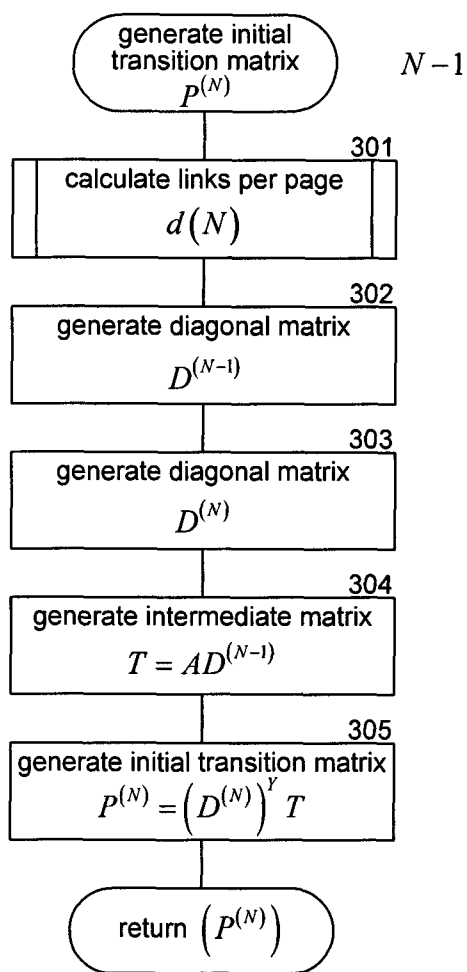 generate initial
transition matrix
P^(N)
N-1
301
calculate links per page
d(N)
302
generate diagonal matrix
D^(N-1)
303
generate diagonal matrix
D^(N)
304
generate intermediate matrix
T = AD^(N-1)
305
generate initial transition matrix
P^(N) = (D^(N))^Y T
return (P^(N))